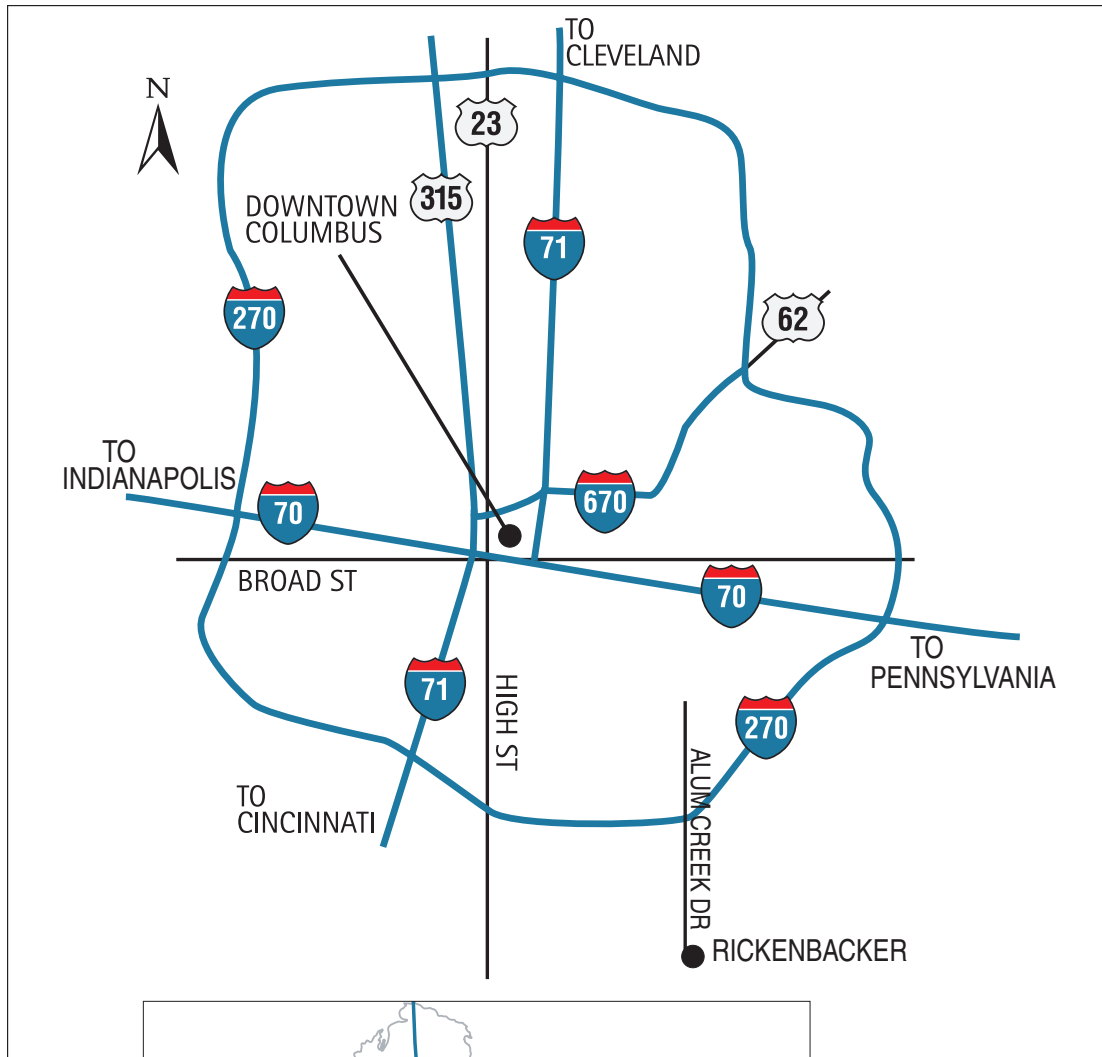 TO
CLEVELAND
N
23
315
DOWNTOWN
COLUMBUS
71
270
62
TO
INDIANAPOLIS
70
670
BROAD ST
70
TO
PENNSYLVANIA
71
HIGH ST
270
ALUM CREEK DR
TO
CINCINNATI
RICKENBACKER